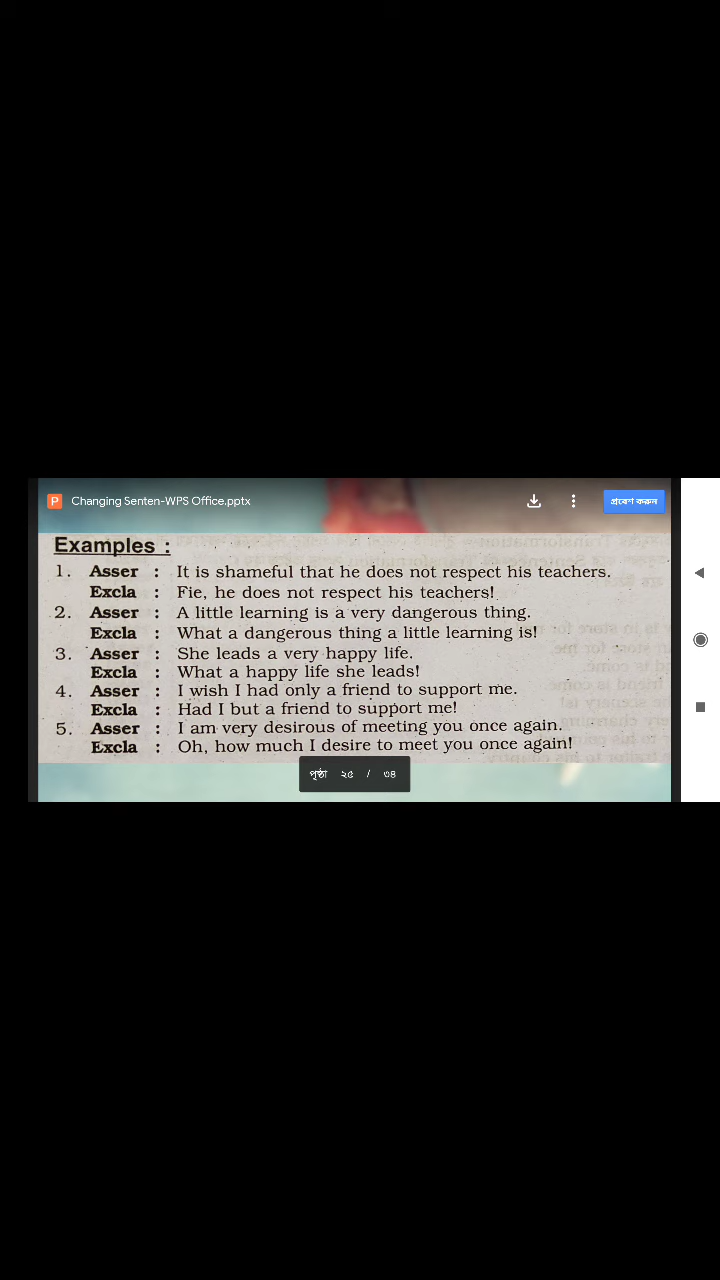 Changing Senten-WPS Office.pptx
প্রবেশ করুন
Examples :
1. Asser : It is shameful that he does not respect his teachers.
Excla : Fie, he does not respect his teachers!
2. Asser : A little learning is a very dangerous thing.
Excla : What a dangerous thing a little learning is!
3. Asser : She leads a very happy life.
Excla : What a happy life she leads!
4. Asser : I wish I had only a friend to support me.
Excla : Had I but a friend to support me!
5. Asser : I am very desirous of meeting you once again.
Excla : Oh, how much I desire to meet you once again!
পৃষ্ঠা ২৫ / ৩৪